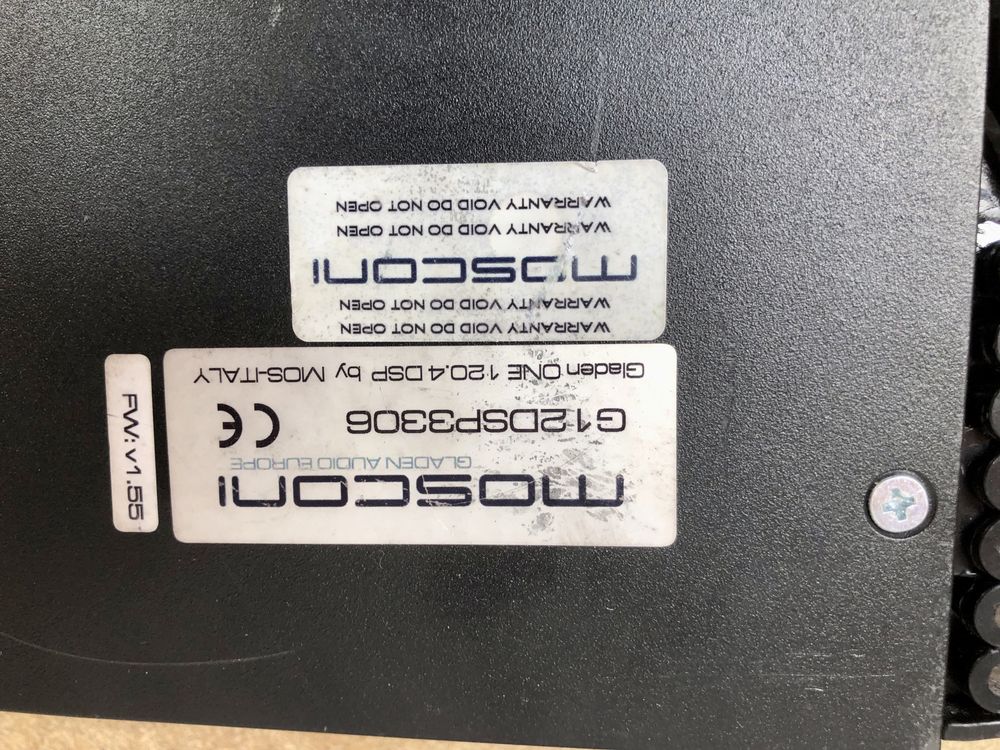 mosconi
GLADEN AUDIO EUROPE
G12DSP3306 CE
Gladen ONE 120.4 DSP by MOS-ITALY
WARRANTY VOID DO NOT OPEN
WARRANTY VOID DO NOT OPEN
mosconi
WARRANTY VOID DO NOT OPEN
WARRANTY VOID DO NOT OPEN
FW: v1.55